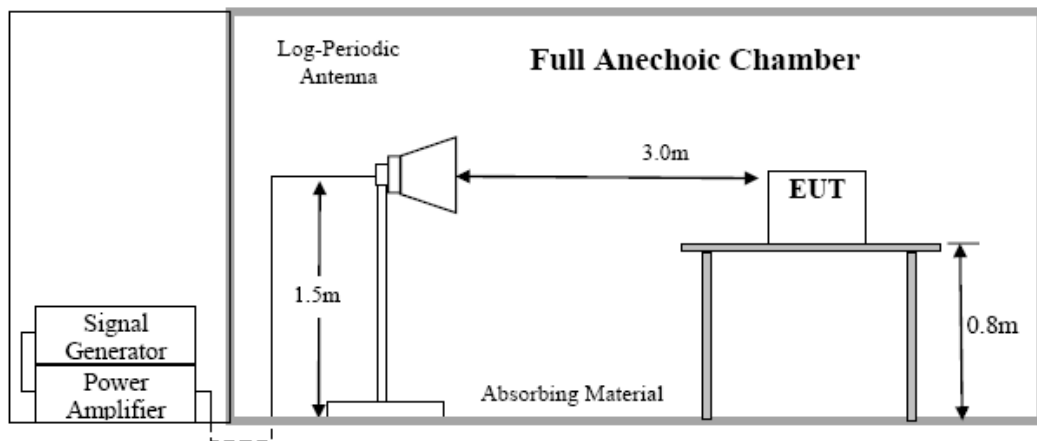 Log-Periodic
Antenna
Full Anechoic Chamber
3.0m
EUT
1.5m
0.8m
Signal
Generator
Power
Amplifier
Absorbing Material